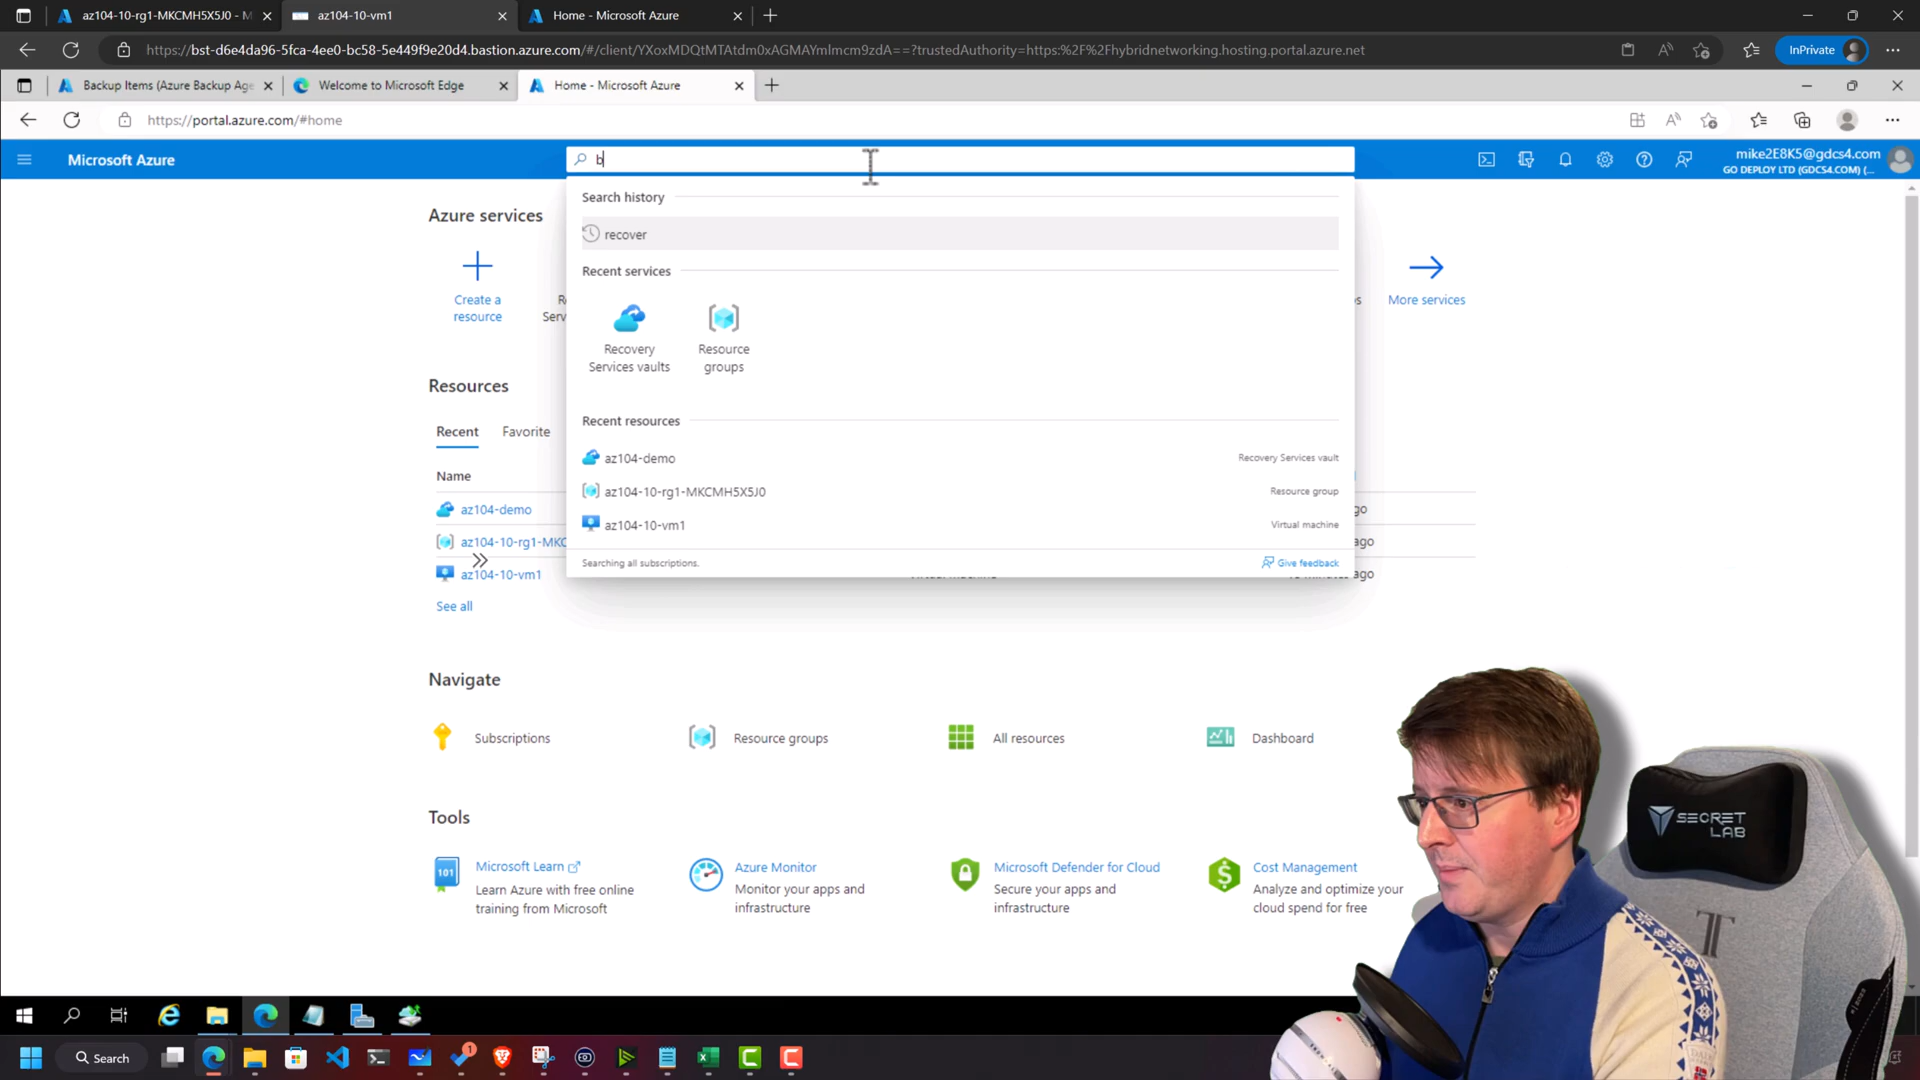 az104-10-rg1-MKCMH5X5J0 - M
az104-10-vm1
Home - Microsoft Azure
https://bst-d6e4da96-5fca-4ee0-bc58-5e449f9e20d4.bastion.azure.com/#/client/YXoxMDQtMTAtdm0xAGMAYmlmcm9zdA==?trustedAuthority=https:%2F%2Fhybridnetworking.hosting.portal.azure.net
InPrivate
Backup Items (Azure Backup Age
Welcome to Microsoft Edge
Home - Microsoft Azure
https://portal.azure.com/#home
Microsoft Azure
b
mike2E8K5@gdcs4.com
GO DEPLOY LTD (GDCS4.COM) (...
Search history
recover
Recent services
Recovery Services vaults
Resource groups
Recent resources
az104-demo
Recovery Services vault
az104-10-rg1-MKCMH5X5J0
Resource group
az104-10-vm1
Virtual machine
Searching all subscriptions.
Give feedback
Azure services
Create a resource
More services
Resources
Recent
Favorite
Name
az104-demo
az104-10-rg1-MKC
az104-10-vm1
ago
ago
ago
See all
Navigate
Subscriptions
Resource groups
All resources
Dashboard
Tools
Microsoft Learn
Learn Azure with free online
training from Microsoft
Azure Monitor
Monitor your apps and
infrastructure
Microsoft Defender for Cloud
Secure your apps and
infrastructure
Cost Management
Analyze and optimize your
cloud spend for free
101
SECRET
LAB
Search
1